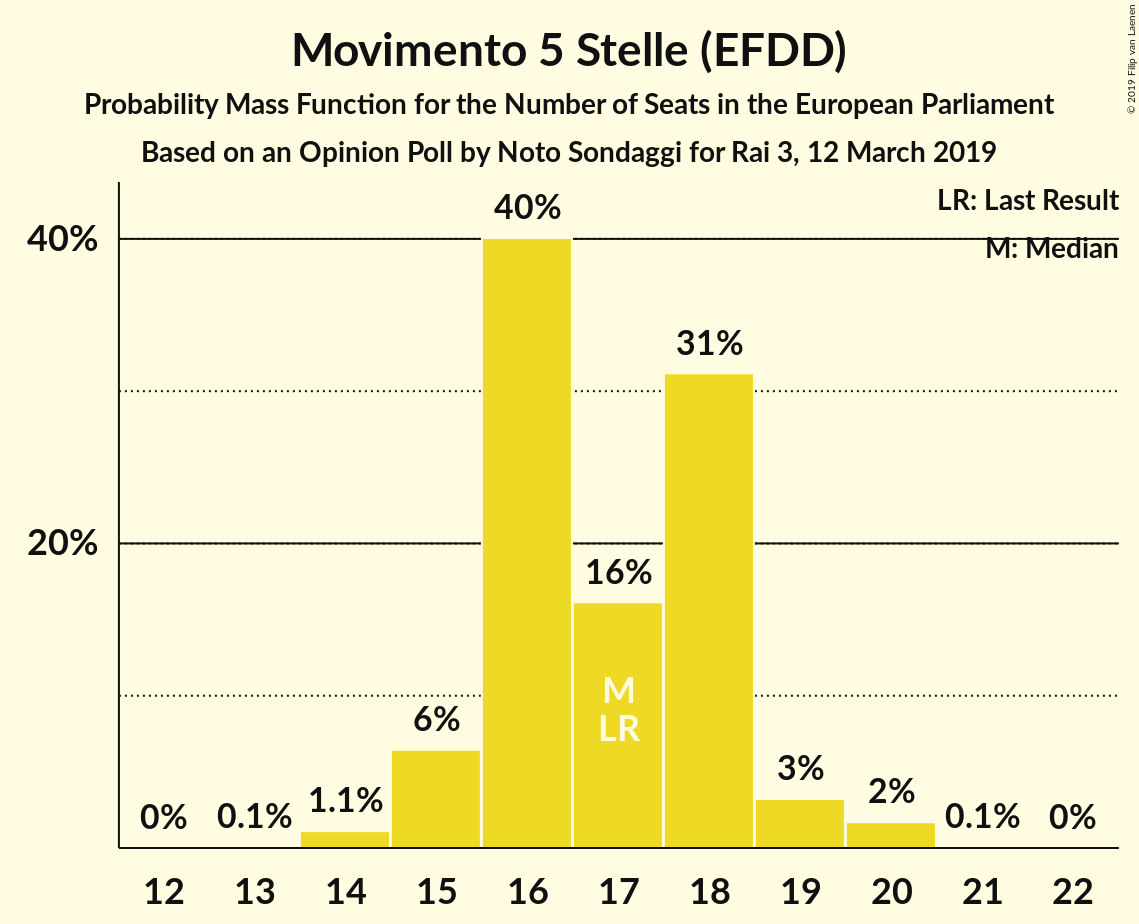 Movimento 5 Stelle (EFDD)
Probability Mass Function for the Number of Seats in the European Parliament
Based on an Opinion Poll by Noto Sondaggi for Rai 3, 12 March 2019
© 2019 Filip van Laenen
LR: Last Result
M: Median
40%
20%
0%
0.1%
1.1%
6%
40%
16%
31%
3%
2%
0.1%
0%
M
LR
12 13 14 15 16 17 18 19 20 21 22